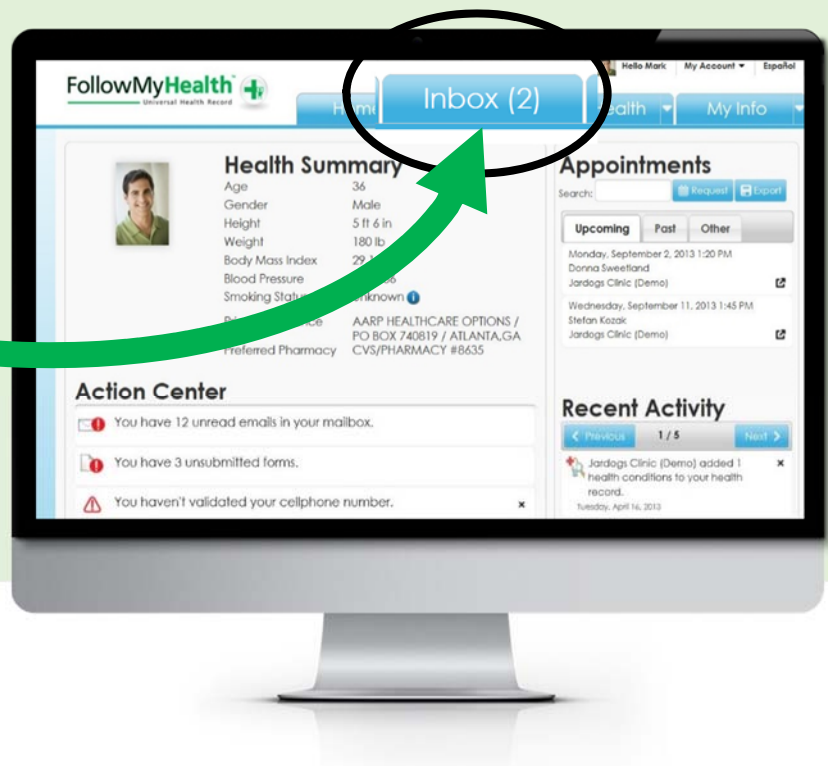 Hello Mark My Account Español
FollowMyHealth
Universal Health Record
Inbox (2)
My Info
Health Summary
Age 36
Gender Male
Height 5 ft 6 in
Weight 180 lb
Body Mass Index
Blood Pressure
Smoking Status
AARP HEALTHCARE OPTIONS /
PO BOX 740819 / ATLANTA,GA
Preferred Pharmacy CVS/PHARMACY #8635
Action Center
You have 12 unread emails in your mailbox.
You have 3 unsubmitted forms.
You haven't validated your cellphone number.
Appointments
Search: Request Export
Upcoming Past Other
Monday, September 2, 2013 1:20 PM
Donna Sweetland
Jardogs Clinic (Demo)
Wednesday, September 11, 2013 1:45 PM
Stefan Kozak
Jardogs Clinic (Demo)
Recent Activity
Previous 1 / 5 Next
Jardogs Clinic (Demo) added 1
health conditions to your health
record.
Tuesday, April 16, 2013